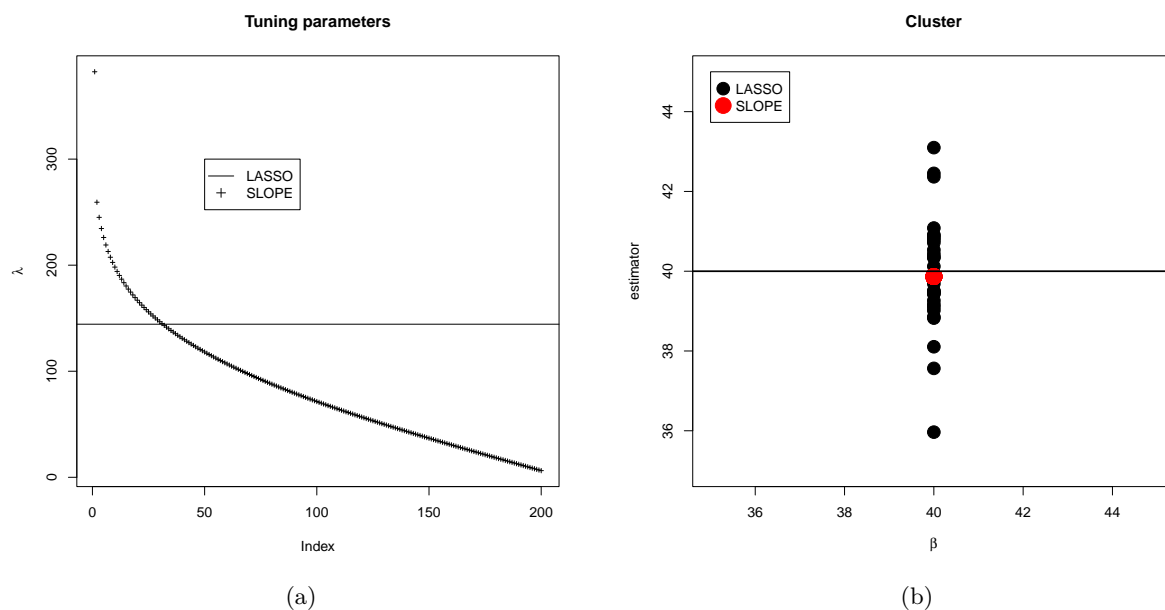 Tuning parameters
300
200
100
0
λ
LASSO
SLOPE
0
50
100
150
200
Index
(a)
Cluster
LASSO
SLOPE
44
42
40
38
36
estimator
36
38
40
42
44
β
(b)